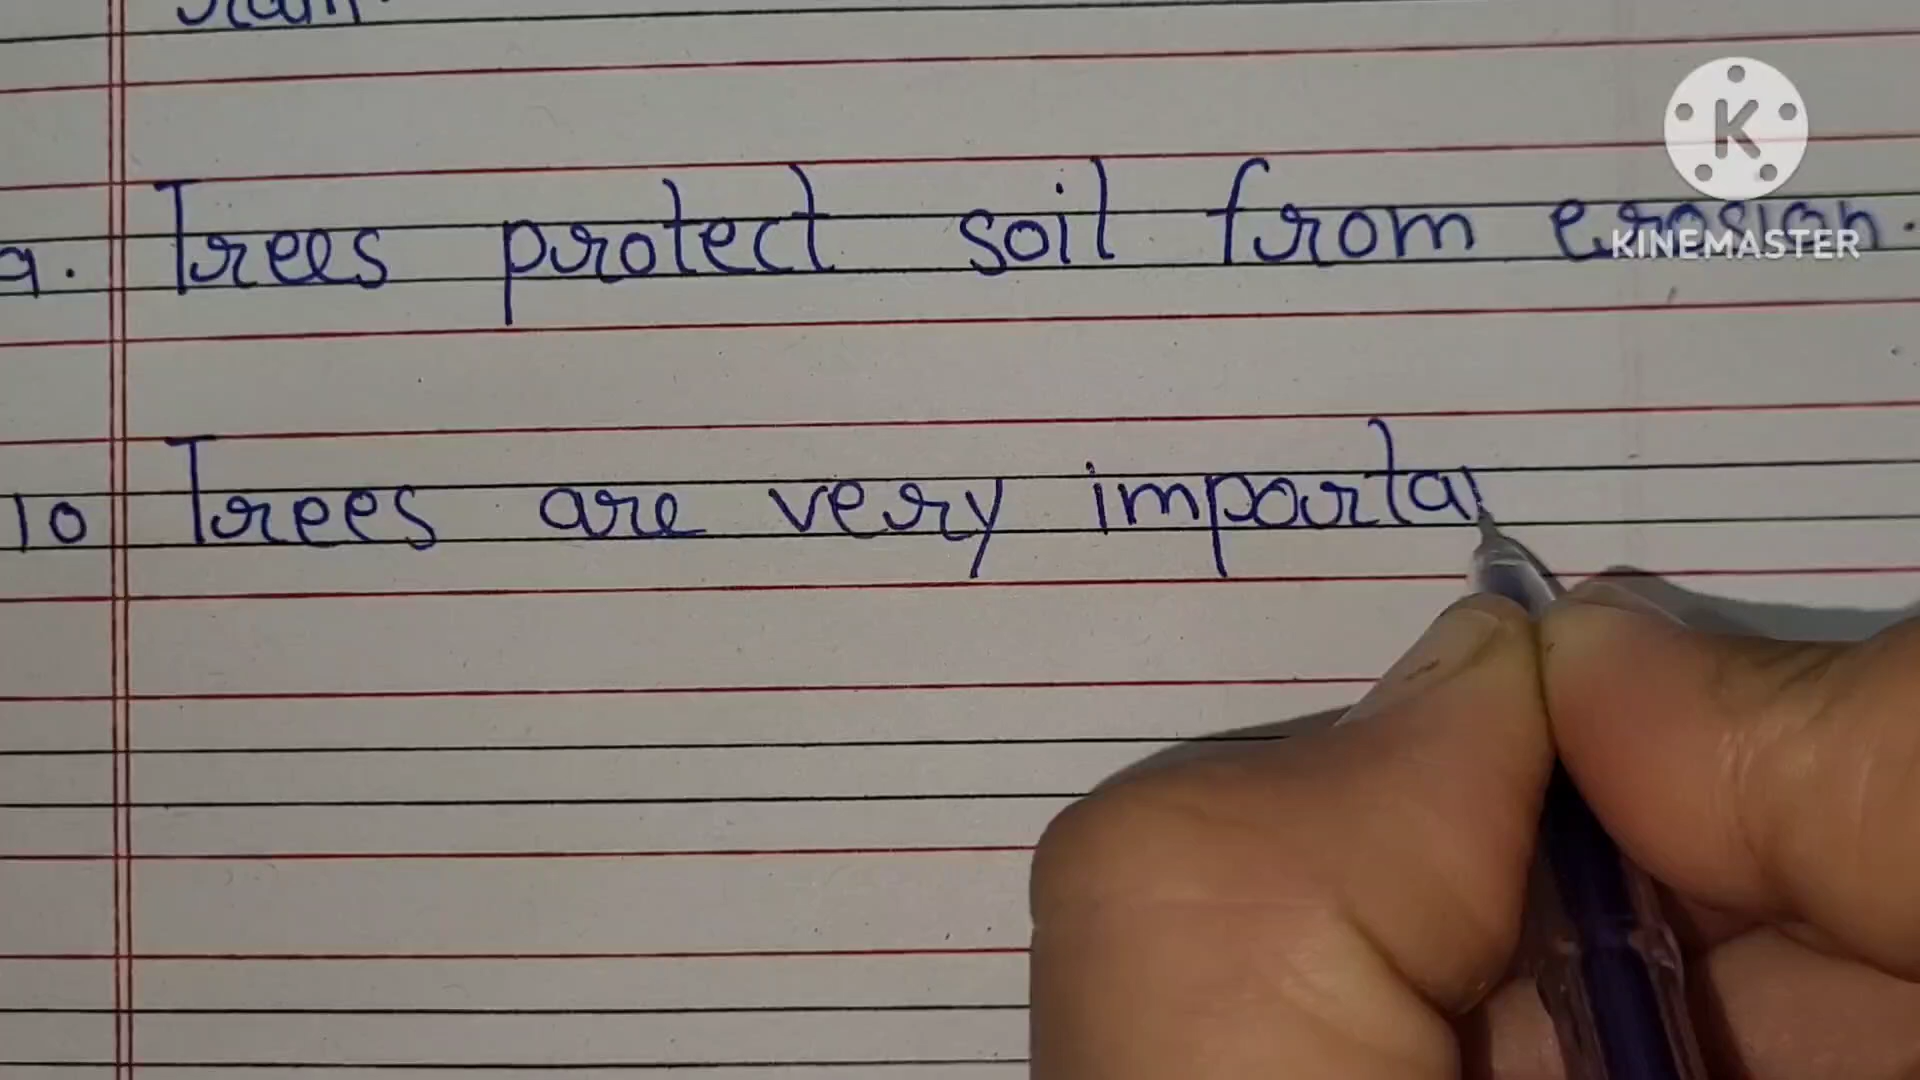 9. Trees protect soil from erosion.
10 Trees are very importa
K
KINEMASTER